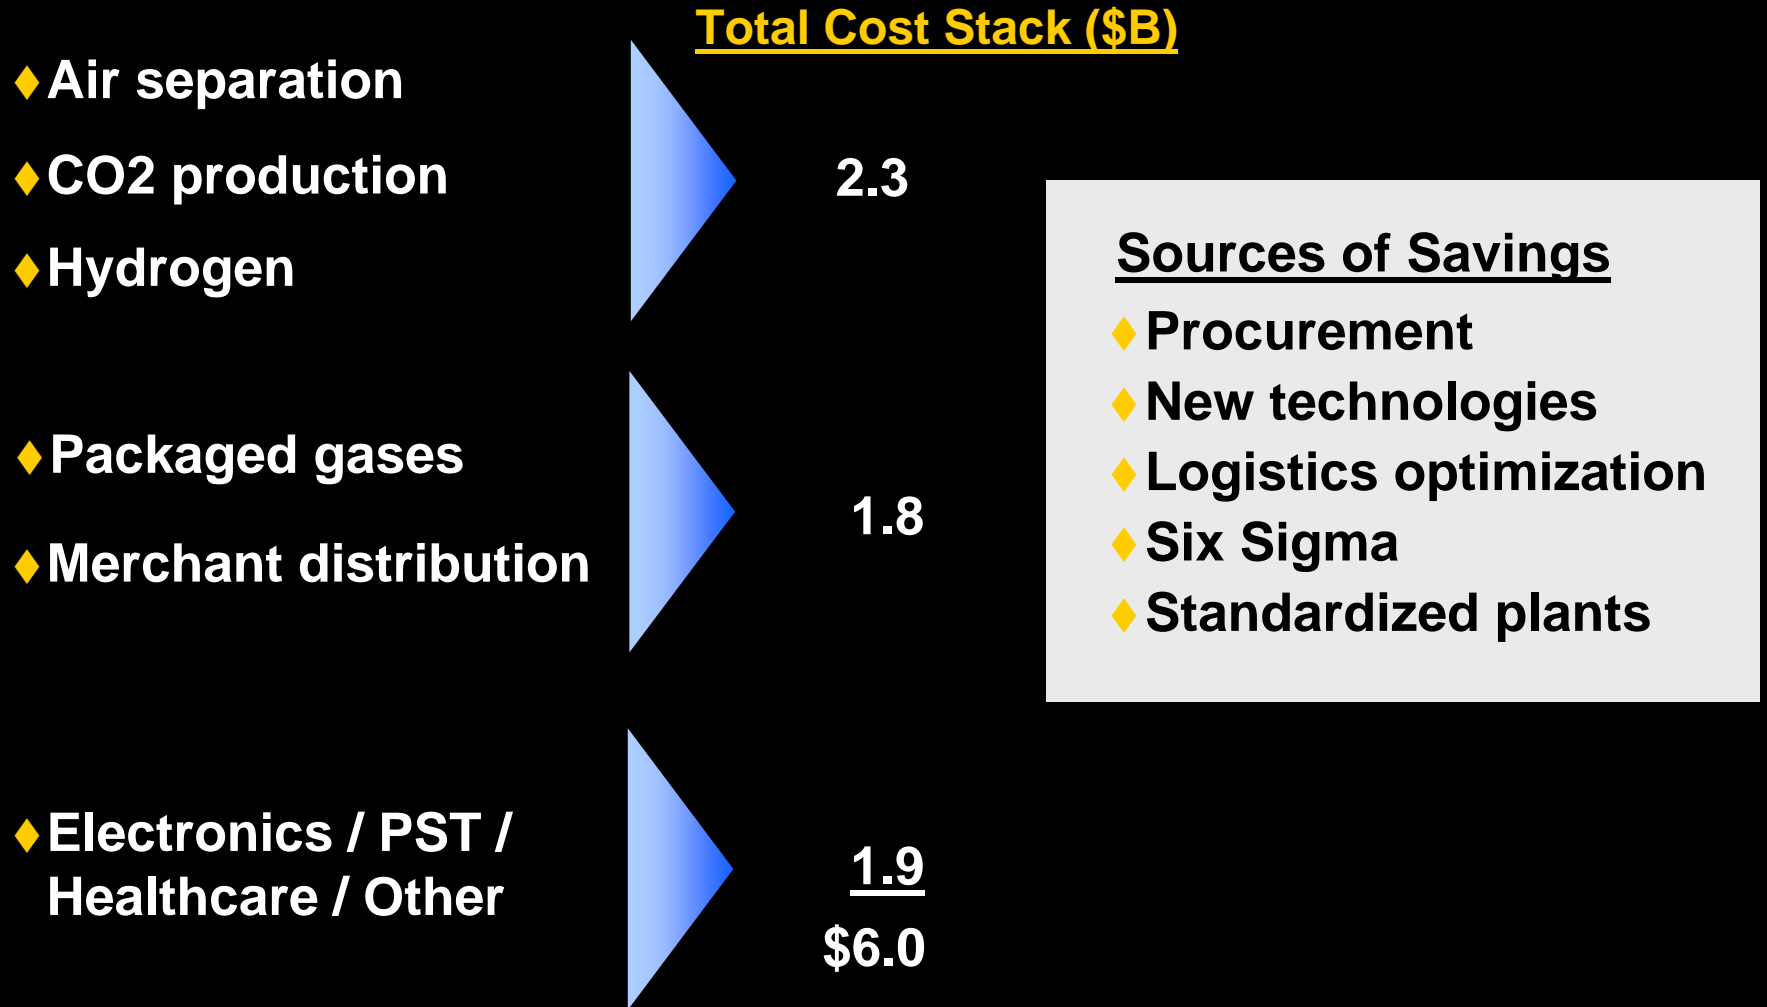 Total Cost Stack ($B)
Air separation
CO2 production
Hydrogen
2.3
Packaged gases
Merchant distribution
1.8
Electronics / PST /
Healthcare / Other
1.9
$6.0
Sources of Savings
Procurement
New technologies
Logistics optimization
Six Sigma
Standardized plants